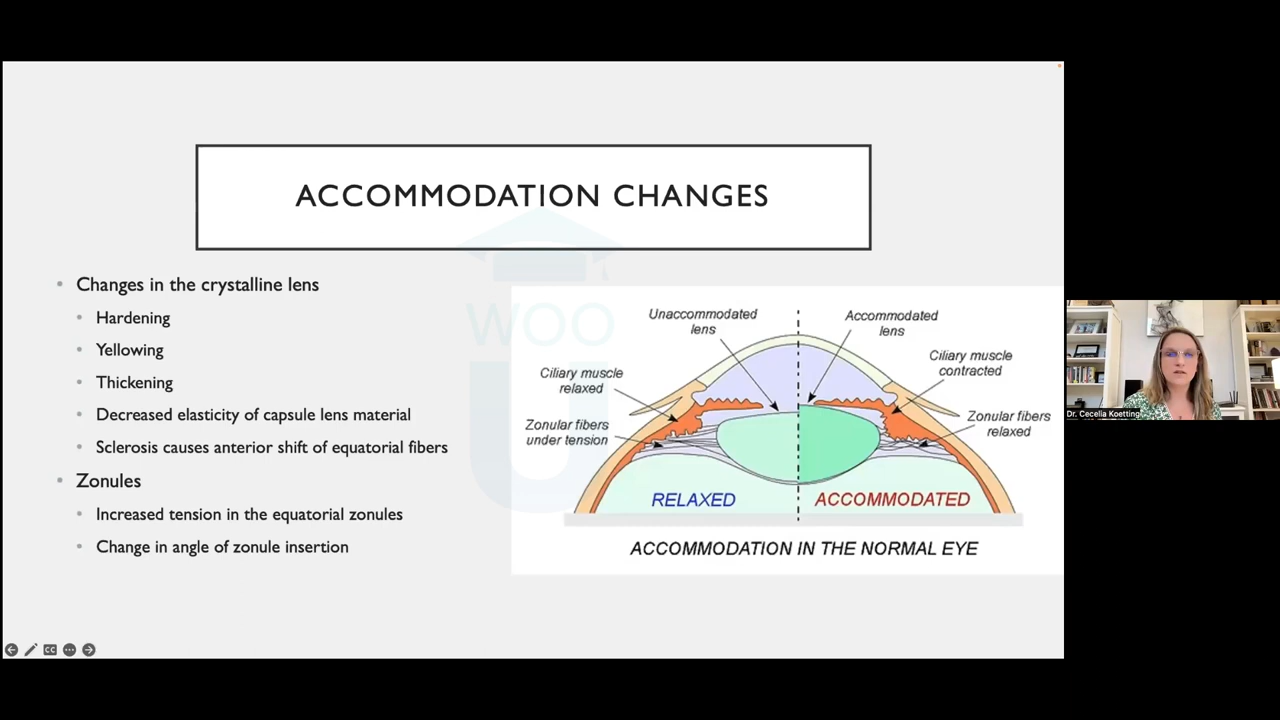 ACCOMMODATION CHANGES
WOO
U
• Changes in the crystalline lens
• Hardening
• Yellowing
• Thickening
• Decreased elasticity of capsule lens material
• Sclerosis causes anterior shift of equatorial fibers
• Zonules
• Increased tension in the equatorial zonules
• Change in angle of zonule insertion
Unaccommodated
lens
Accommodated
lens
Ciliary muscle
relaxed
Ciliary muscle
contracted
Zonular fibers
under tension
Zonular fibers
relaxed
RELAXED
ACCOMMODATED
ACCOMMODATION IN THE NORMAL EYE
CC
Dr. Cecelia Koetting